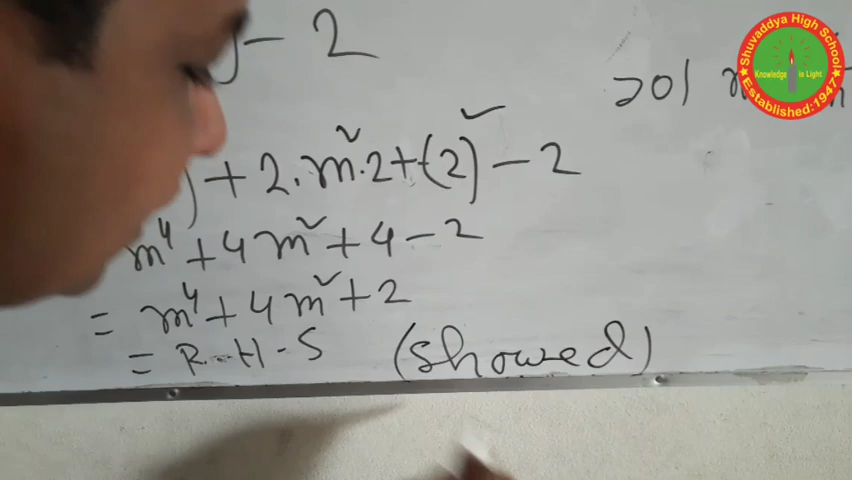 ) - 2
) + 2.m².2+(2)² - 2
m⁴ + 4m² + 4 - 2
= m⁴ + 4m² + 2
= R.H.S (showed)
১০১
Shuvaddya High School
Knowledge is Light
Established:1947